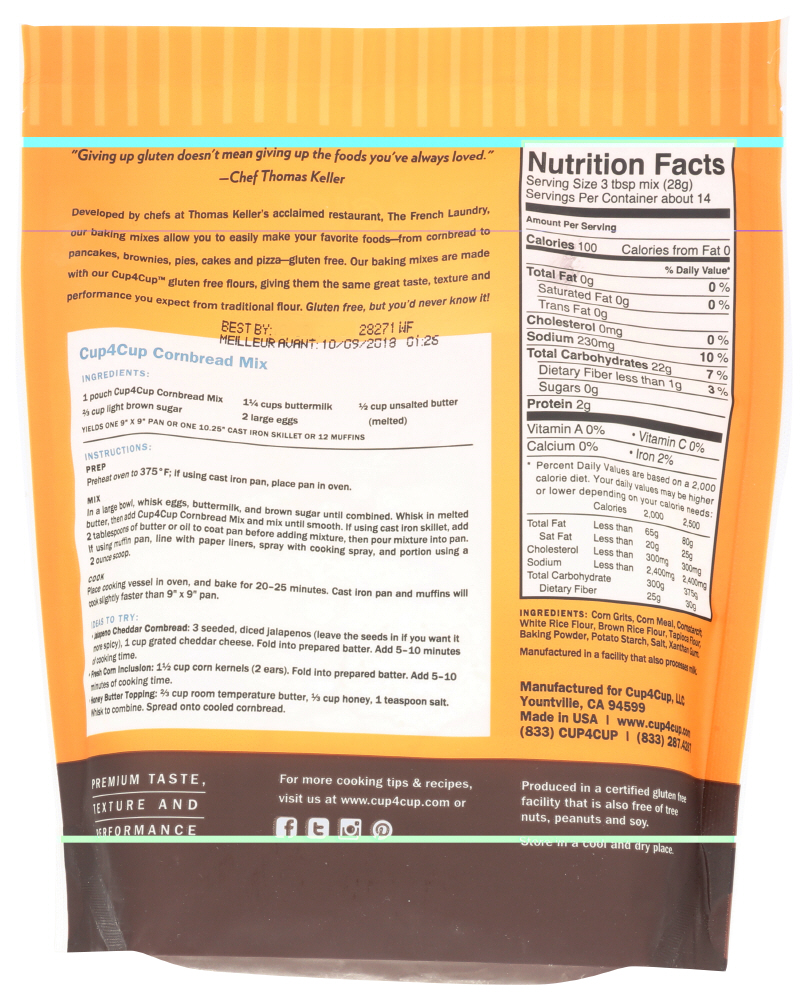 "Giving up gluten doesn't mean giving up the foods you've always loved."
—Chef Thomas Keller
Developed by chefs at Thomas Keller's acclaimed restaurant, The French Laundry,
our baking mixes allow you to easily make your favorite foods—from cornbread to
pancakes, brownies, pies, cakes and pizza—gluten free. Our baking mixes are made
with our Cup4Cup™ gluten free flours, giving them the same great taste, texture and
performance you expect from traditional flour. Gluten free, but you'd never know it!
BEST BY: 28271 WF
MEILLEUR AVANT: 10/09/2018 01:26
Cup4Cup Cornbread Mix
INGREDIENTS:
1 pouch Cup4Cup Cornbread Mix 1¼ cups buttermilk ½ cup unsalted butter
⅔ cup light brown sugar 2 large eggs (melted)
YIELDS ONE 9" X 9" PAN OR ONE 10.25" CAST IRON SKILLET OR 12 MUFFINS
INSTRUCTIONS:
PREP
Preheat oven to 375°F; if using cast iron pan, place pan in oven.
MIX
In a large bowl, whisk eggs, buttermilk, and brown sugar until combined. Whisk in melted
butter, then add Cup4Cup Cornbread Mix and mix until smooth. If using cast iron skillet, add
2 tablespoons of butter or oil to coat pan before adding mixture, then pour mixture into pan.
If using muffin pan, line with paper liners, spray with cooking spray, and portion using a
2 ounce scoop.
COOK
Place cooking vessel in oven, and bake for 20–25 minutes. Cast iron pan and muffins will
cook slightly faster than 9" x 9" pan.
IDEAS TO TRY:
• Jalapeno Cheddar Cornbread: 3 seeded, diced jalapenos (leave the seeds in if you want it
more spicy), 1 cup grated cheddar cheese. Fold into prepared batter. Add 5–10 minutes
of cooking time.
• Fresh Corn Inclusion: 1½ cup corn kernels (2 ears). Fold into prepared batter. Add 5–10
minutes of cooking time.
• Honey Butter Topping: ⅔ cup room temperature butter, ⅓ cup honey, 1 teaspoon salt.
Whisk to combine. Spread onto cooled cornbread.
PREMIUM TASTE,
TEXTURE AND
PERFORMANCE
For more cooking tips & recipes,
visit us at www.cup4cup.com or
Nutrition Facts
Serving Size 3 tbsp mix (28g)
Servings Per Container about 14
Amount Per Serving
Calories 100 Calories from Fat 0
% Daily Value*
Total Fat 0g 0 %
Saturated Fat 0g 0 %
Trans Fat 0g
Cholesterol 0mg 0 %
Sodium 230mg 10 %
Total Carbohydrates 22g 7 %
Dietary Fiber less than 1g 3 %
Sugars 0g
Protein 2g
Vitamin A 0% • Vitamin C 0%
Calcium 0% • Iron 2%
* Percent Daily Values are based on a 2,000
calorie diet. Your daily values may be higher
or lower depending on your calorie needs:
Calories 2,000 2,500
Total Fat Less than 65g 80g
Sat Fat Less than 20g 25g
Cholesterol Less than 300mg 300mg
Sodium Less than 2,400mg 2,400mg
Total Carbohydrate 300g 375g
Dietary Fiber 25g 30g
INGREDIENTS: Corn Grits, Corn Meal, Cornstarch,
White Rice Flour, Brown Rice Flour, Tapioca Flour,
Baking Powder, Potato Starch, Salt, Xanthan Gum.
Manufactured in a facility that also processes milk.
Manufactured for Cup4Cup, LLC
Yountville, CA 94599
Made in USA | www.cup4cup.com
(833) CUP4CUP | (833) 287.4287
Produced in a certified gluten free
facility that is also free of tree
nuts, peanuts and soy.
Store in a cool and dry place.